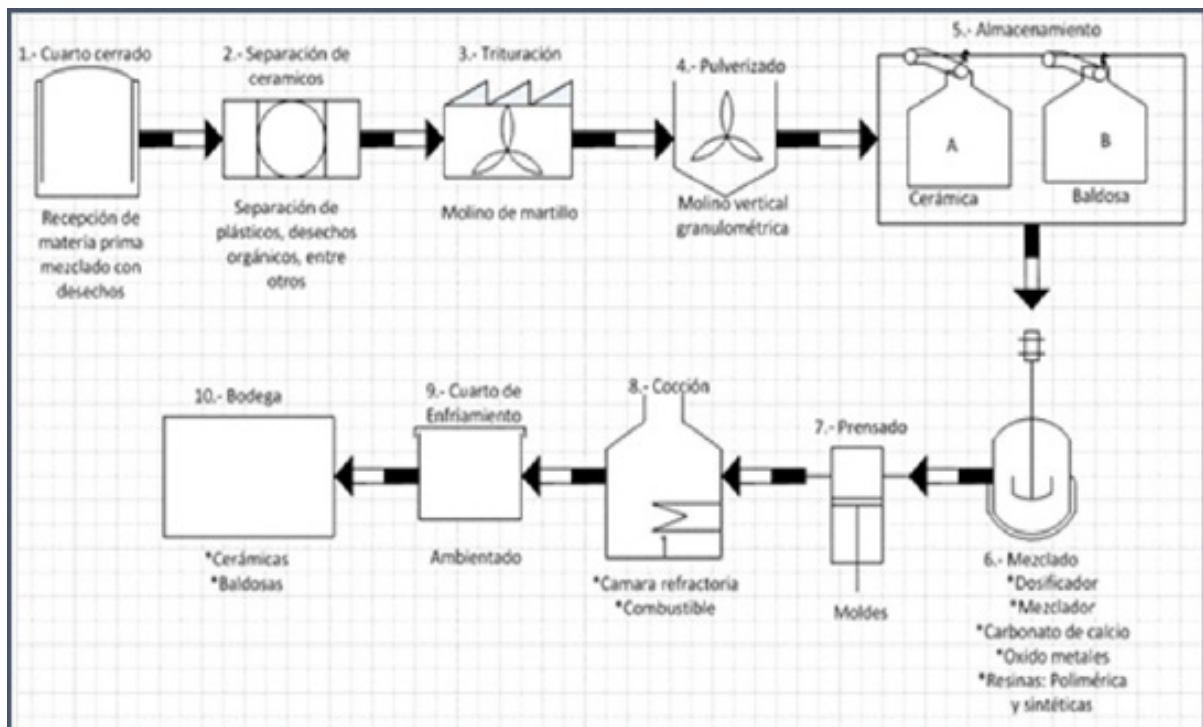 1.- Cuarto cerrado
Recepción de
materia prima
mezclado con
desechos
2.- Separación de
ceramicos
Separación de
plásticos, desechos
orgánicos, entre
otros
3.- Trituración
Molino de martillo
4.- Pulverizado
Molino vertical
granulométrica
5.- Almacenamiento
A
Cerámica
B
Baldosa
6.- Mezclado
*Dosificador
*Mezclador
*Carbonato de calcio
*Oxido metales
*Resinas: Polimérica
y sintéticas
7.- Prensado
Moldes
8.- Cocción
*Camara refractoria
*Combustible
9.- Cuarto de
Enfriamiento
Ambientado
10.- Bodega
*Cerámicas
*Baldosas